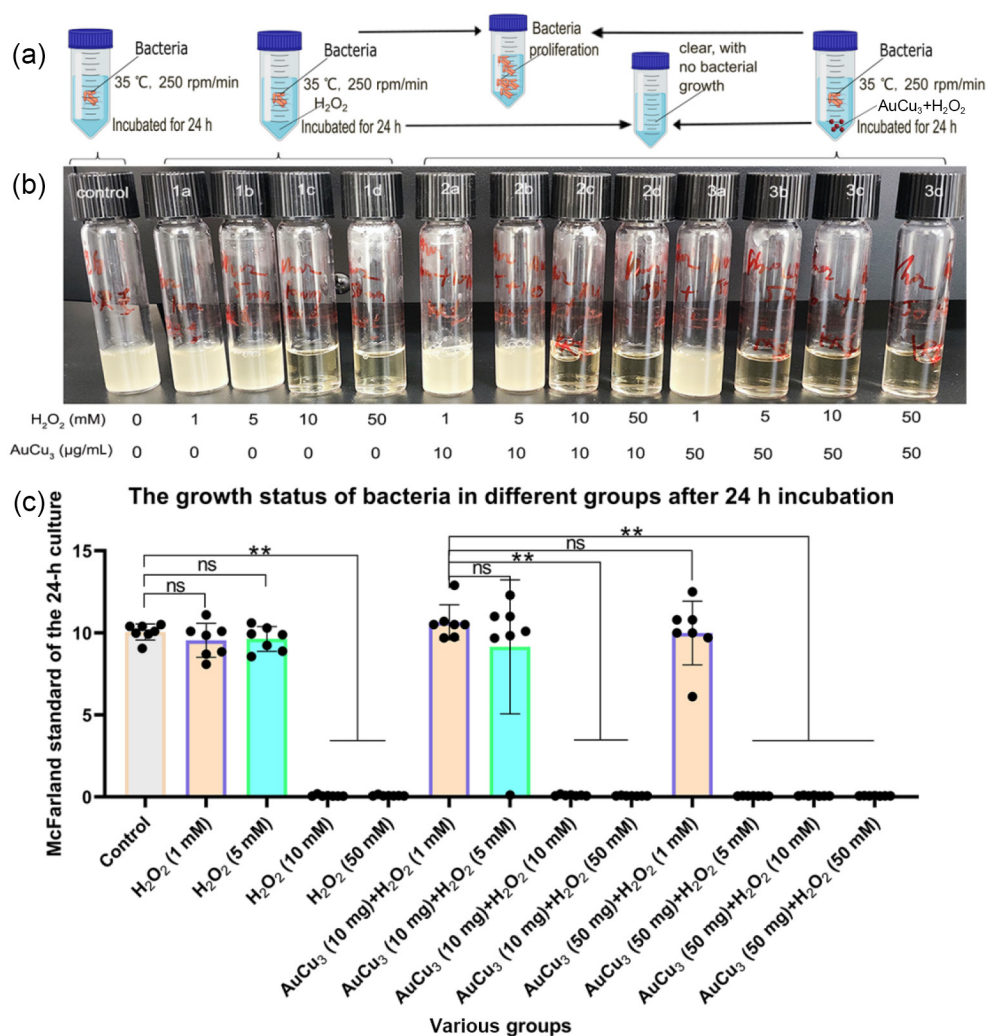 (a)
Bacteria
35 ℃, 250 rpm/min
Incubated for 24 h
Bacteria
35 ℃, 250 rpm/min
H₂O₂
Incubated for 24 h
Bacteria
proliferation
clear, with
no bacterial
growth
Bacteria
35 ℃, 250 rpm/min
AuCu₃+H₂O₂
Incubated for 24 h
(b)
control 1a 1b 1c 1d 2a 2b 2c 2d 3a 3b 3c 3d
H₂O₂ (mM) 0 1 5 10 50 1 5 10 50 1 5 10 50
AuCu₃ (µg/mL) 0 0 0 0 0 10 10 10 10 50 50 50 50
(c)
The growth status of bacteria in different groups after 24 h incubation
McFarland standard of the 24-h culture
15
10
5
0
**
ns
ns
**
ns
**
ns
Control
H₂O₂ (1 mM)
H₂O₂ (5 mM)
H₂O₂ (10 mM)
H₂O₂ (50 mM)
AuCu₃ (10 mg)+H₂O₂ (1 mM)
AuCu₃ (10 mg)+H₂O₂ (5 mM)
AuCu₃ (10 mg)+H₂O₂ (10 mM)
AuCu₃ (10 mg)+H₂O₂ (50 mM)
AuCu₃ (50 mg)+H₂O₂ (1 mM)
AuCu₃ (50 mg)+H₂O₂ (5 mM)
AuCu₃ (50 mg)+H₂O₂ (10 mM)
AuCu₃ (50 mg)+H₂O₂ (50 mM)
Various groups